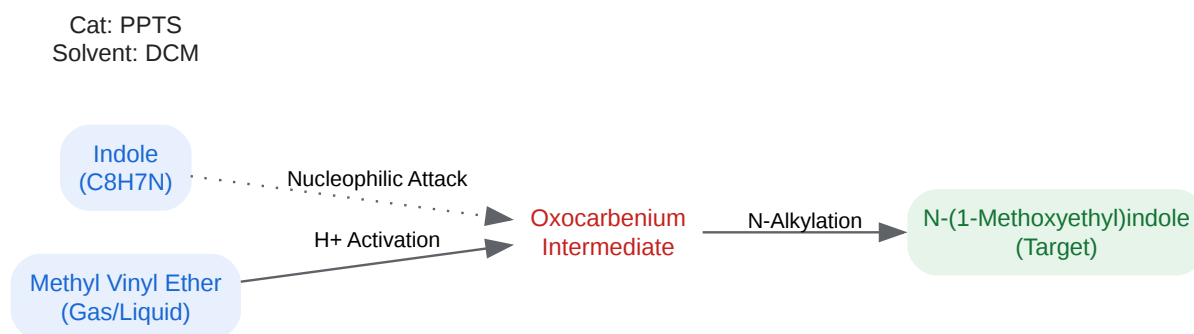 Cat: PPTS
Solvent: DCM
Indole
(C8H7N)
Nucleophilic Attack
H+ Activation
Methyl Vinyl Ether
(Gas/Liquid)
Oxocarbenium
Intermediate
N-Alkylation
N-(1-Methoxyethyl)indole
(Target)